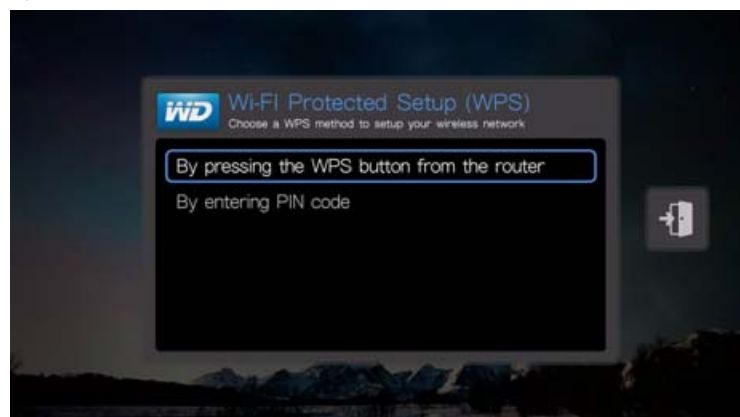 WD
Wi-FI Protected Setup (WPS)
Choose a WPS method to setup your wireless network
By pressing the WPS button from the router
By entering PIN code